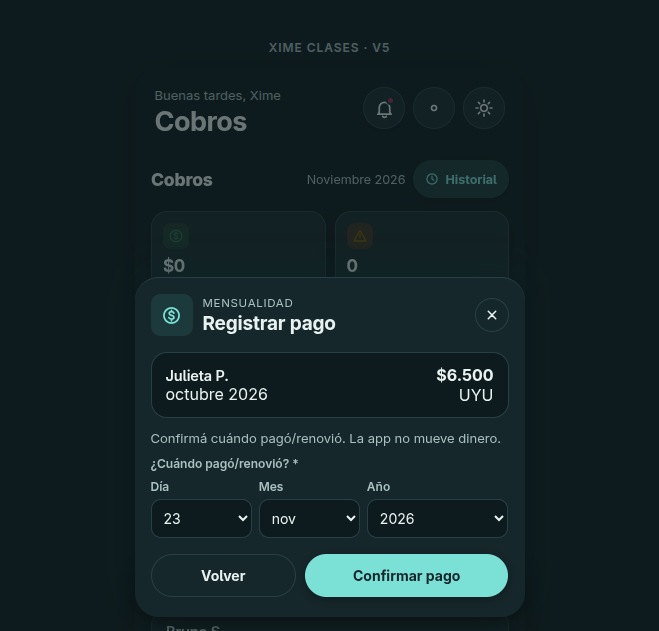 XIME CLASES · V5
Buenas tardes, Xime
Cobros
Cobros
Noviembre 2026
Historial
$0
0
MENSUALIDAD
Registrar pago
Julieta P.
$6.500
octubre 2026
UYU
Confirmá cuándo pagó/renovió. La app no mueve dinero.
¿Cuándo pagó/renovió? *
Día
Mes
Año
23
nov
2026
Volver
Confirmar pago